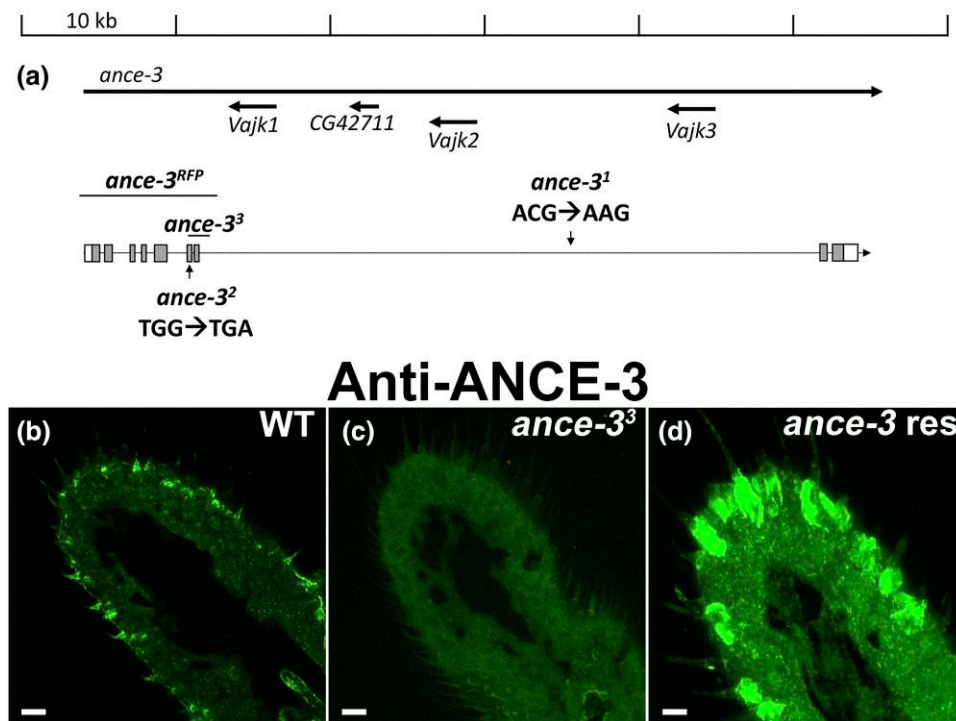 10 kb
(a)
ance-3
Vajk1
CG42711
Vajk2
Vajk3
ance-3RFP
ance-31
ACG→AAG
ance-33
ance-32
TGG→TGA
Anti-ANCE-3
(b) WT
(c) ance-33
(d) ance-3 res